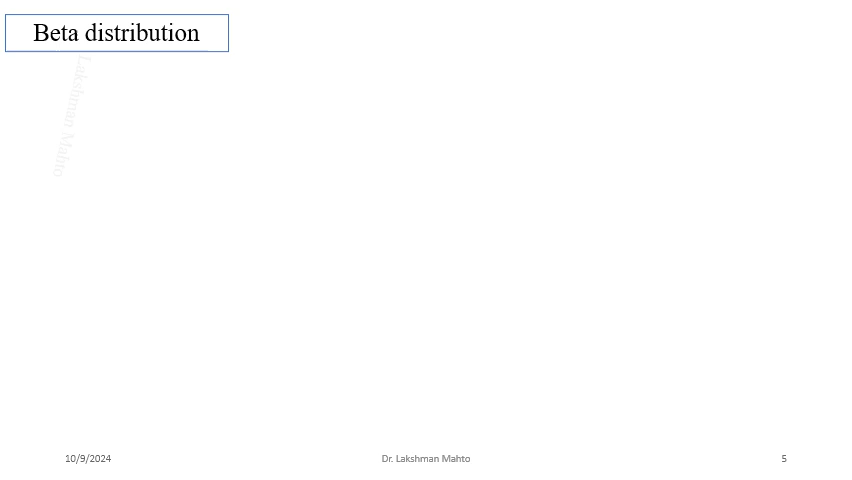 Beta distribution
Lakshman Mahto
10/9/2024
Dr. Lakshman Mahto
5